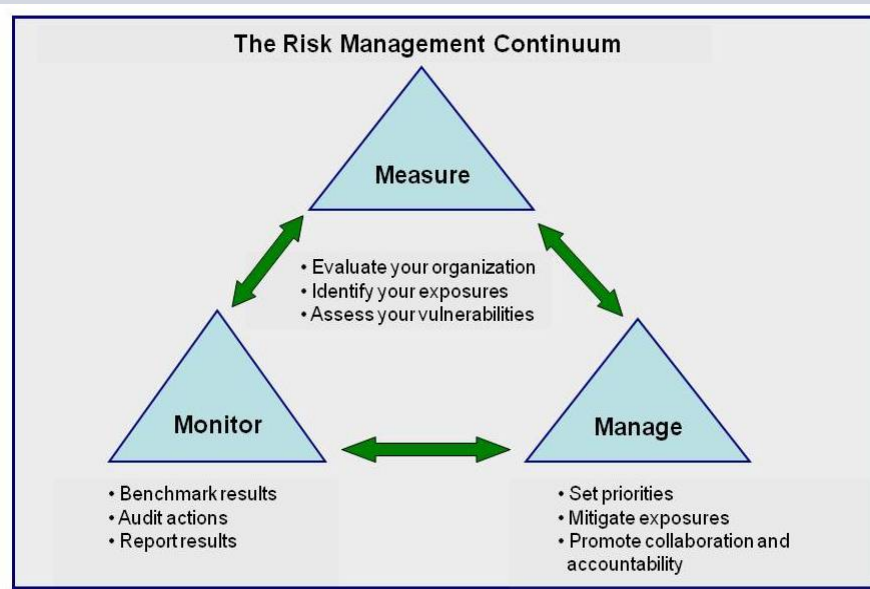 The Risk Management Continuum
Measure
• Evaluate your organization
• Identify your exposures
• Assess your vulnerabilities
Monitor
• Benchmark results
• Audit actions
• Report results
Manage
• Set priorities
• Mitigate exposures
• Promote collaboration and
accountability